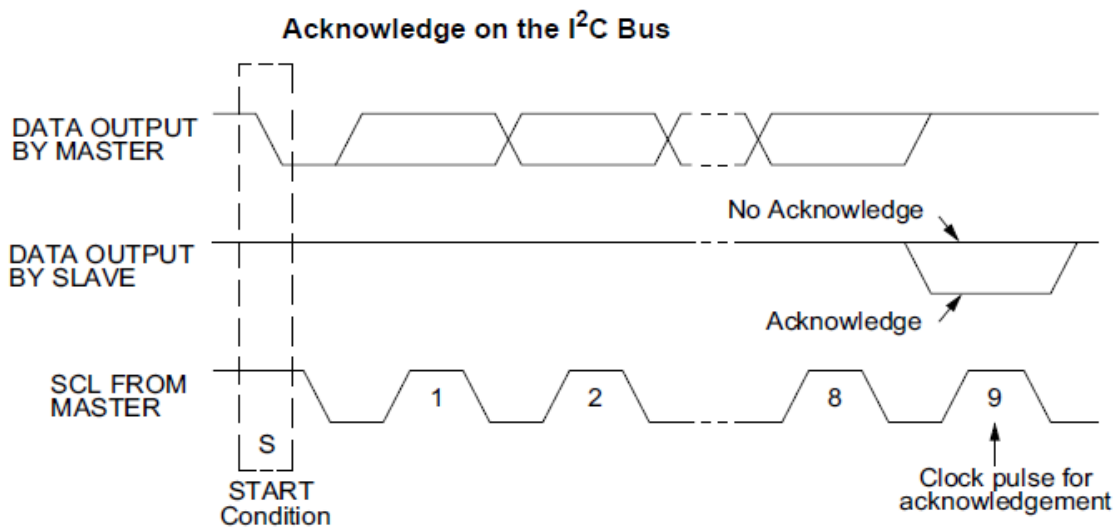 Acknowledge on the I²C Bus
DATA OUTPUT
BY MASTER
No Acknowledge
DATA OUTPUT
BY SLAVE
Acknowledge
SCL FROM
MASTER
1
2
8
9
S
START
Condition
Clock pulse for
acknowledgement